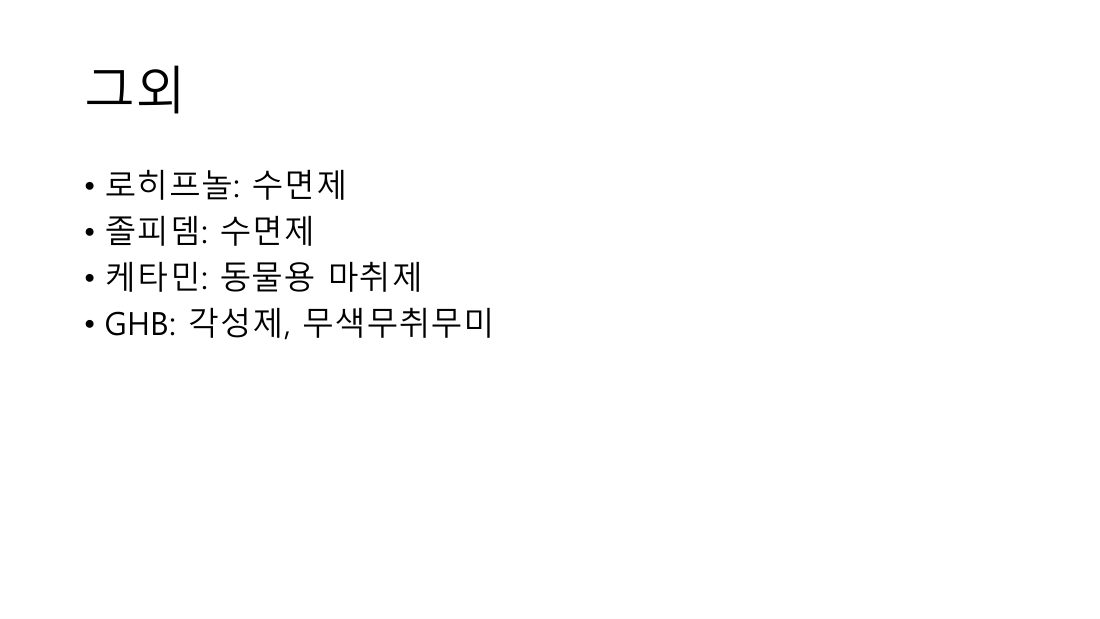 그외
• 로히프놀: 수면제
• 졸피뎀: 수면제
• 케타민: 동물용 마취제
• GHB: 각성제, 무색무취무미